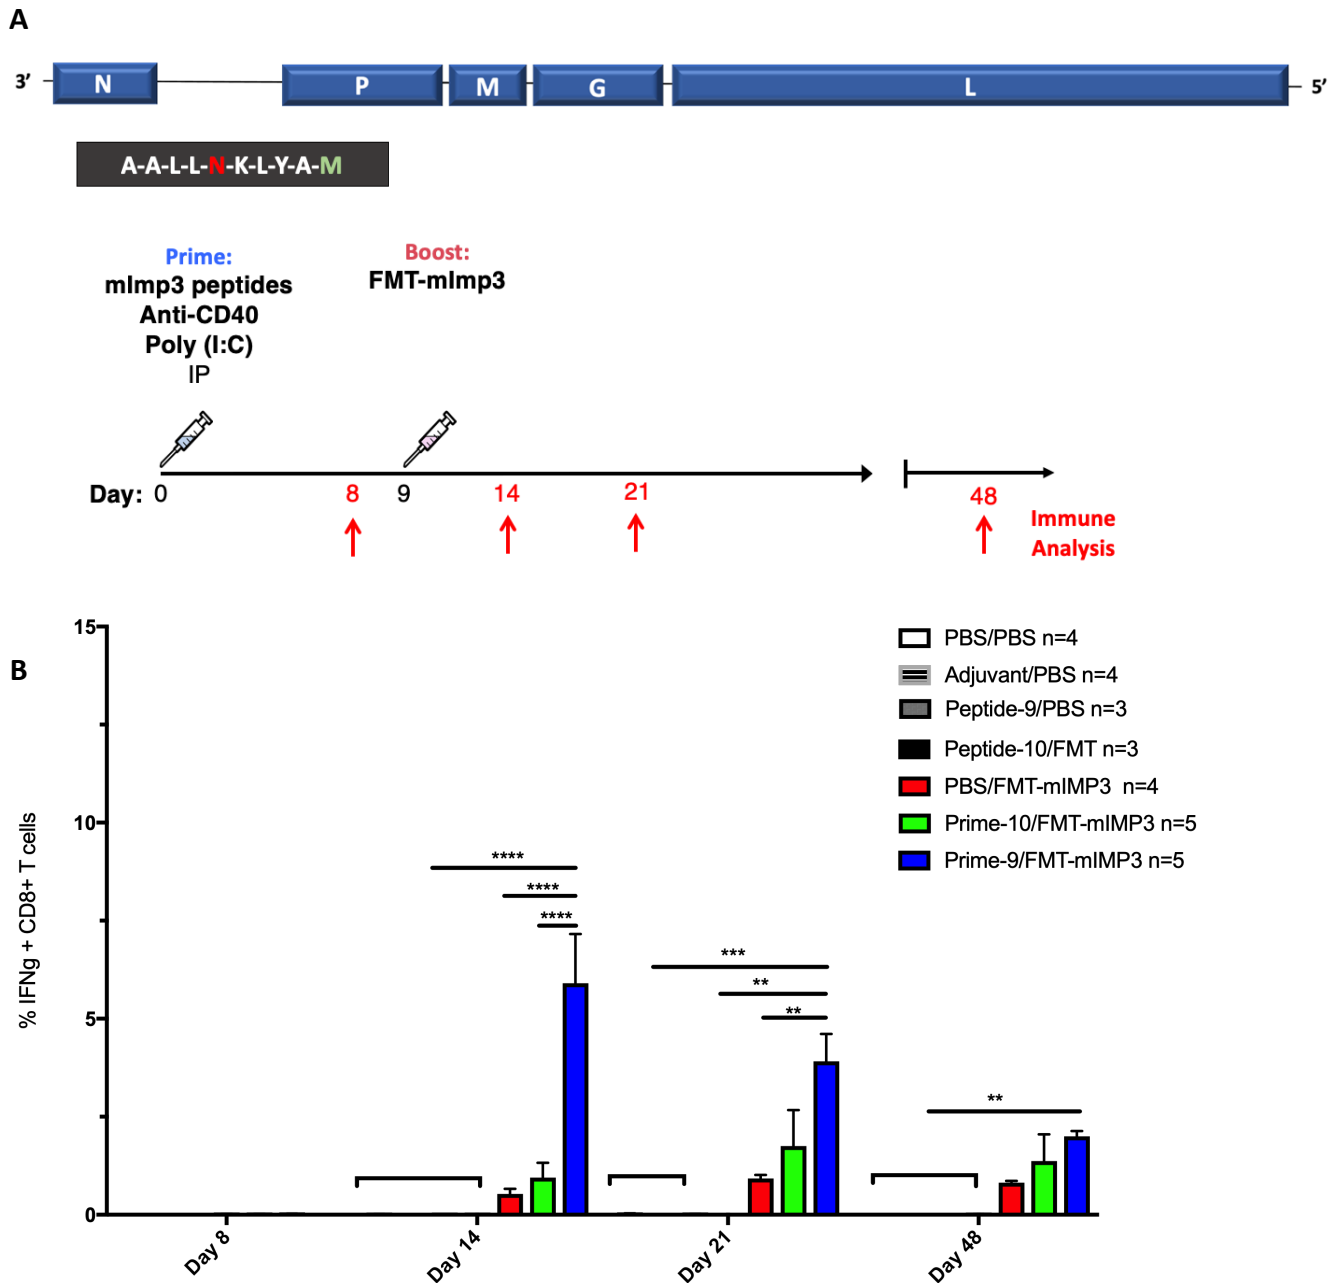 A
3’ N P M G L 5’
A-A-L-L-N-K-L-Y-A-M
Prime:
mImp3 peptides
Anti-CD40
Poly (I:C)
IP
Boost:
FMT-mImp3
Day: 0 8 9 14 21 48
Immune
Analysis
B
% IFNg + CD8+ T cells
15
10
5
0
PBS/PBS n=4
Adjuvant/PBS n=4
Peptide-9/PBS n=3
Peptide-10/FMT n=3
PBS/FMT-mIMP3 n=4
Prime-10/FMT-mIMP3 n=5
Prime-9/FMT-mIMP3 n=5
****
****
****
***
**
**
**
Day 8
Day 14
Day 21
Day 48